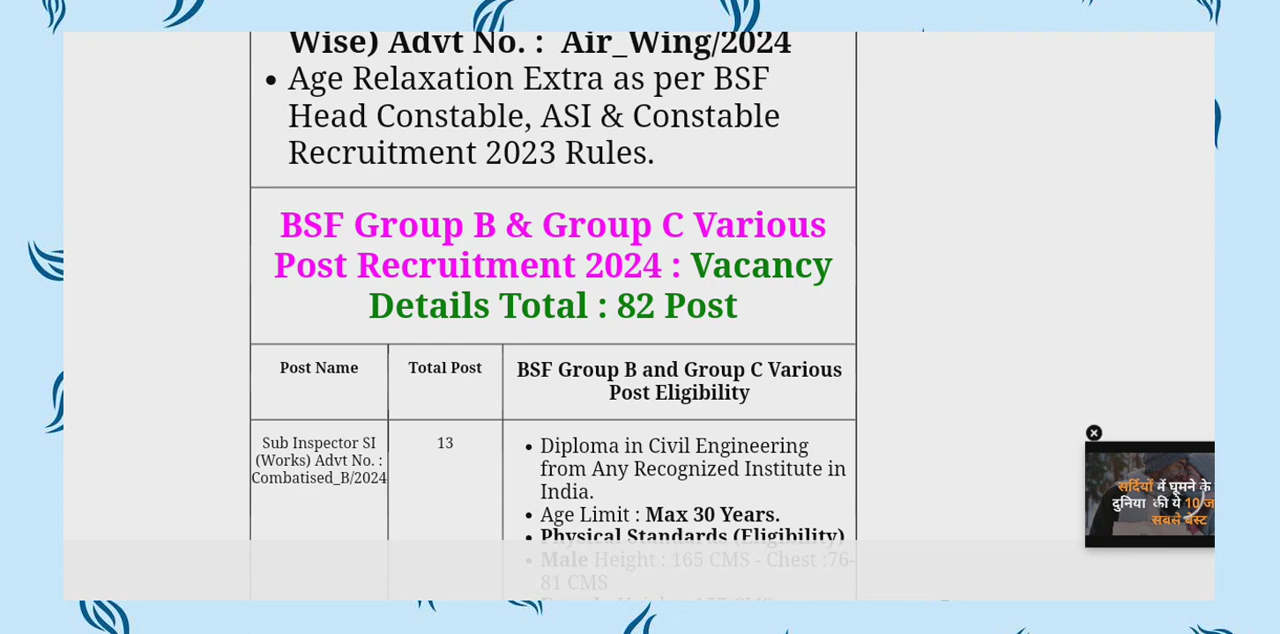 Wise) Advt No. : Air_Wing/2024
• Age Relaxation Extra as per BSF
Head Constable, ASI & Constable
Recruitment 2023 Rules.
BSF Group B & Group C Various
Post Recruitment 2024 : Vacancy
Details Total : 82 Post
Post Name
Total Post
BSF Group B and Group C Various
Post Eligibility
Sub Inspector SI
(Works) Advt No. :
Combatised_B/2024
13
• Diploma in Civil Engineering
from Any Recognized Institute in
India.
• Age Limit : Max 30 Years.
• Physical Standards (Eligibility)
• Male Height : 165 CMS - Chest :76-
81 CMS
सर्दियों में घूमने के
दुनिया की ये 10
सबसे बेस्ट